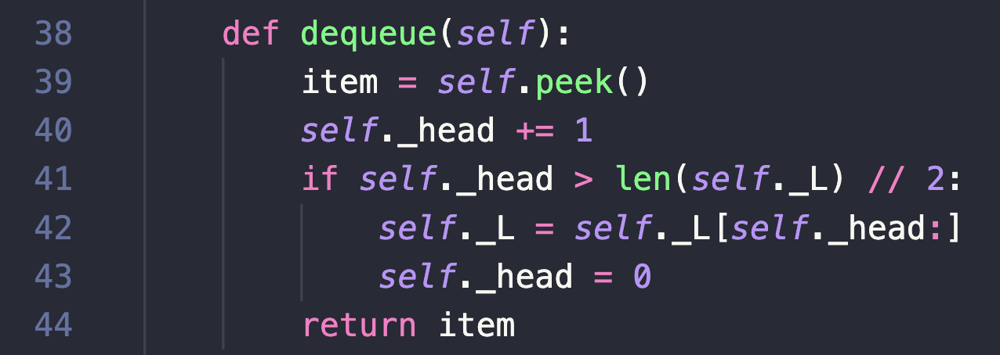 38 def dequeue(self):
39 item = self.peek()
40 self._head += 1
41 if self._head > len(self._L) // 2:
42 self._L = self._L[self._head:]
43 self._head = 0
44 return item